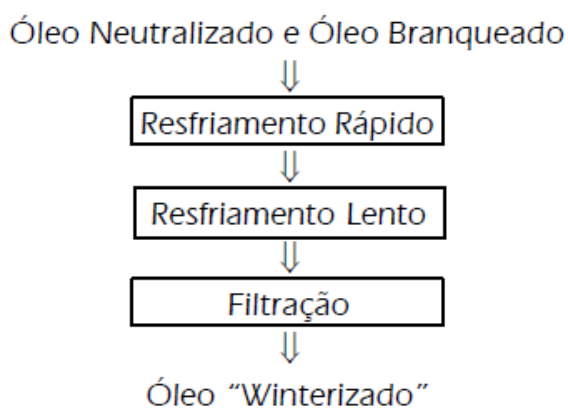 Óleo Neutralizado e Óleo Branqueado
⇓
Resfriamento Rápido
⇓
Resfriamento Lento
⇓
Filtração
⇓
Óleo “Winterizado”